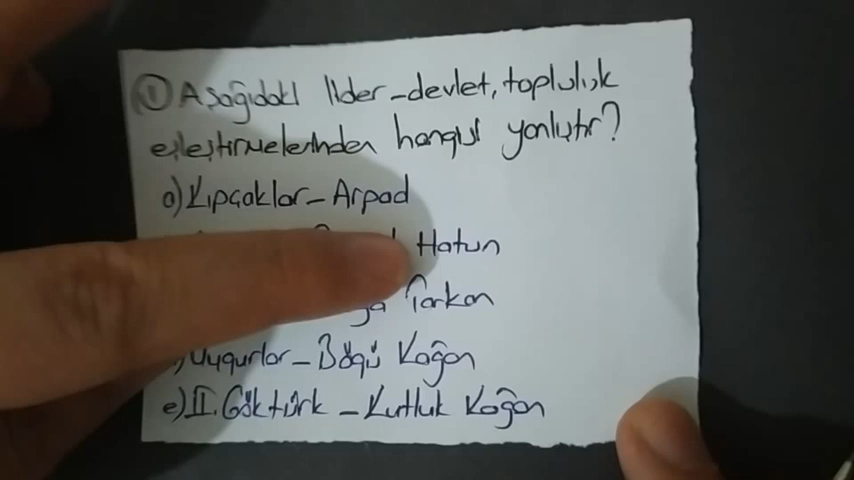 ① Aşağıdaki lider-devlet, topluluk
eşleştirmelerinden hangisi yanlıştır?
a) Kıpçaklar - Arpad
Hatun
Tarkan
Uygurlar - Bögü Kağan
e) II. Göktürk - Kutluk Kağan